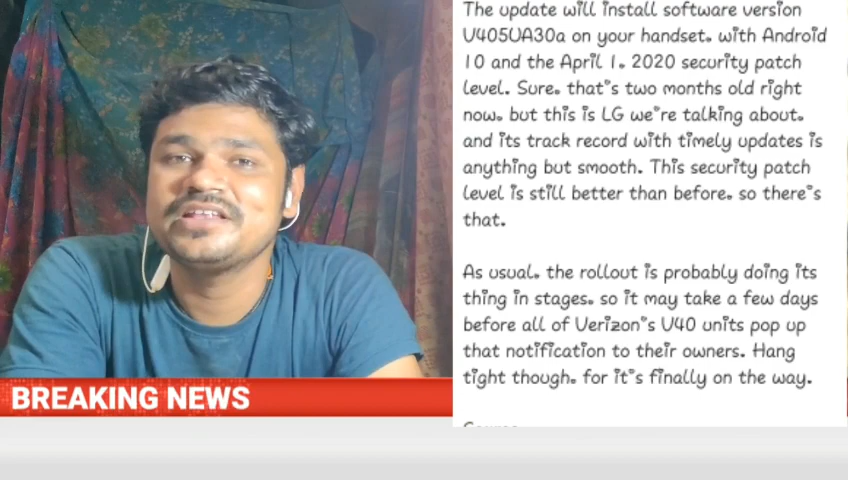 The update will install software version
V405UA30a on your handset. with Android
10 and the April 1. 2020 security patch
level. Sure. that"s two months old right
now. but this is LG we"re talking about.
and its track record with timely updates is
anything but smooth. This security patch
level is still better than before. so there"s
that.
As usual. the rollout is probably doing its
thing in stages. so it may take a few days
before all of Verizon"s V40 units pop up
that notification to their owners. Hang
tight though. for it"s finally on the way.
BREAKING NEWS